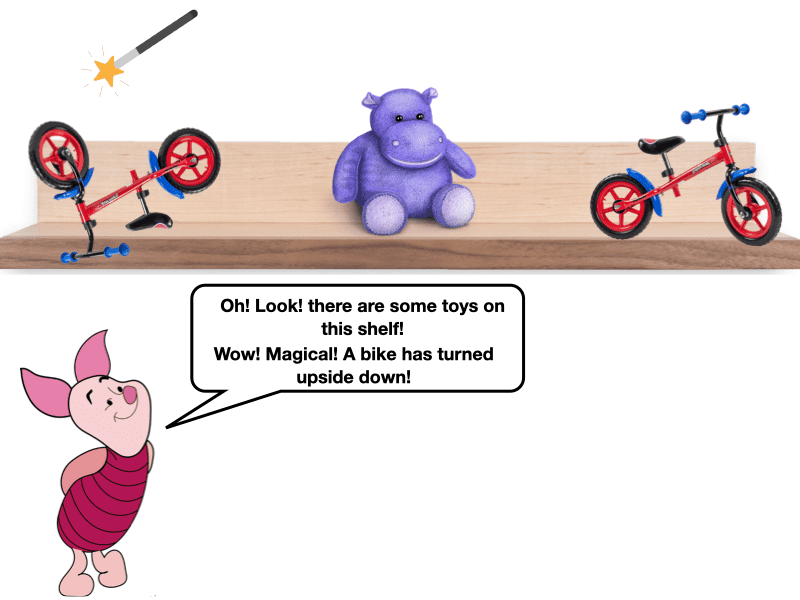 Oh! Look! there are some toys on
this shelf!
Wow! Magical! A bike has turned
upside down!